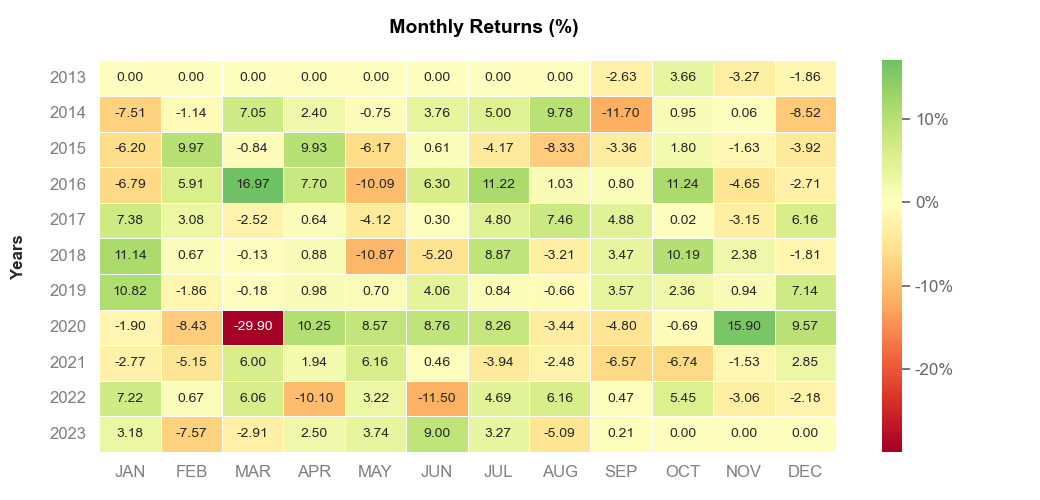 Monthly Returns (%)
Years
2013 0.00 0.00 0.00 0.00 0.00 0.00 0.00 0.00 -2.63 3.66 -3.27 -1.86
2014 -7.51 -1.14 7.05 2.40 -0.75 3.76 5.00 9.78 -11.70 0.95 0.06 -8.52
2015 -6.20 9.97 -0.84 9.93 -6.17 0.61 -4.17 -8.33 -3.36 1.80 -1.63 -3.92
2016 -6.79 5.91 16.97 7.70 -10.09 6.30 11.22 1.03 0.80 11.24 -4.65 -2.71
2017 7.38 3.08 -2.52 0.64 -4.12 0.30 4.80 7.46 4.88 0.02 -3.15 6.16
2018 11.14 0.67 -0.13 0.88 -10.87 -5.20 8.87 -3.21 3.47 10.19 2.38 -1.81
2019 10.82 -1.86 -0.18 0.98 0.70 4.06 0.84 -0.66 3.57 2.36 0.94 7.14
2020 -1.90 -8.43 -29.90 10.25 8.57 8.76 8.26 -3.44 -4.80 -0.69 15.90 9.57
2021 -2.77 -5.15 6.00 1.94 6.16 0.46 -3.94 -2.48 -6.57 -6.74 -1.53 2.85
2022 7.22 0.67 6.06 -10.10 3.22 -11.50 4.69 6.16 0.47 5.45 -3.06 -2.18
2023 3.18 -7.57 -2.91 2.50 3.74 9.00 3.27 -5.09 0.21 0.00 0.00 0.00
JAN FEB MAR APR MAY JUN JUL AUG SEP OCT NOV DEC
10%
0%
-10%
-20%